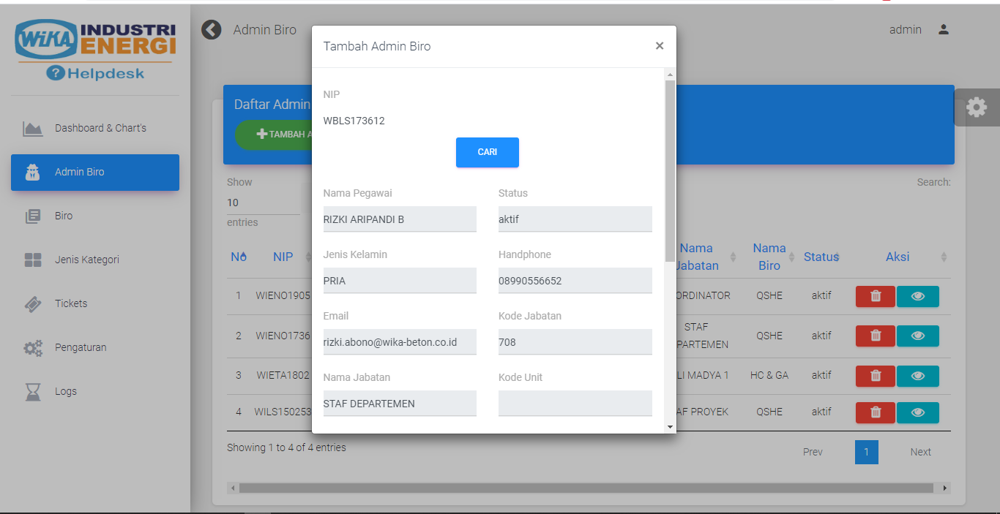 WiKA INDUSTRI
ENERGI
? Helpdesk
Dashboard & Chart's
Admin Biro
Biro
Jenis Kategori
Tickets
Pengaturan
Logs
Admin Biro
admin
Daftar Admin
TAMBAH A
Show
10
entries
Search:
NO NIP Nama Jabatan Nama Biro Status Aksi
1 WIENO1905 ORDINATOR QSHE aktif
2 WIENO1736 STAF PARTEMEN QSHE aktif
3 WIETA1802 LI MADYA 1 HC & GA aktif
4 WILS150253 AF PROYEK QSHE aktif
Showing 1 to 4 of 4 entries
Prev 1 Next
Tambah Admin Biro ×
NIP
WBLS173612
CARI
Nama Pegawai Status
RIZKI ARIPANDI B aktif
Jenis Kelamin Handphone
PRIA 08990556652
Email Kode Jabatan
rizki.abono@wika-beton.co.id 708
Nama Jabatan Kode Unit
STAF DEPARTEMEN